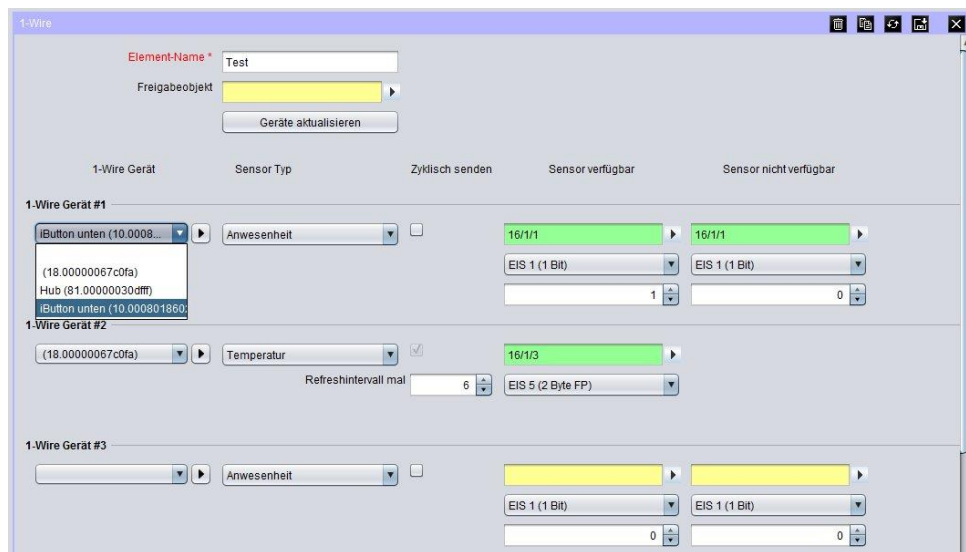 1-Wire
Element-Name * Test
Freigabeobjekt
Geräte aktualisieren
1-Wire Gerät Sensor Typ Zyklisch senden Sensor verfügbar Sensor nicht verfügbar
1-Wire Gerät #1
iButton unten (10.0008... Anwesenheit 16/1/1 16/1/1
EIS 1 (1 Bit) EIS 1 (1 Bit)
(18.00000067c0fa)
Hub (81.00000030dfff) 1 0
iButton unten (10.000801860
1-Wire Gerät #2
(18.00000067c0fa) Temperatur 16/1/3
Refreshintervall mal 6 EIS 5 (2 Byte FP)
1-Wire Gerät #3
Anwesenheit
EIS 1 (1 Bit) EIS 1 (1 Bit)
0 0